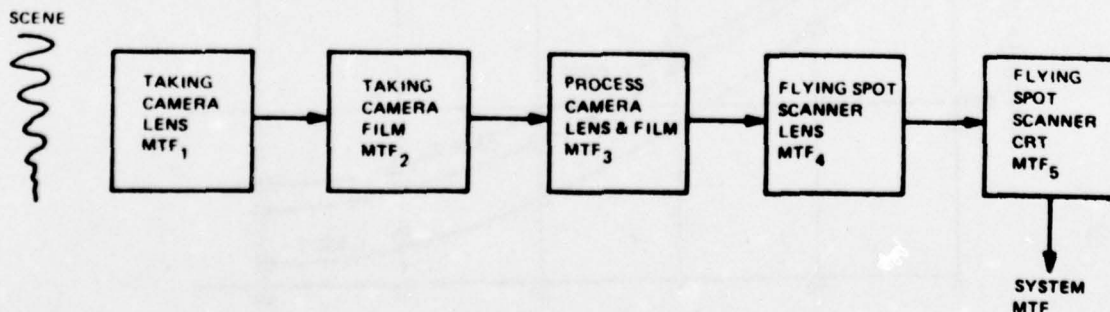 SCENE
TAKING
CAMERA
LENS
MTF1
TAKING
CAMERA
FILM
MTF2
PROCESS
CAMERA
LENS & FILM
MTF3
FLYING SPOT
SCANNER
LENS
MTF4
FLYING
SPOT
SCANNER
CRT
MTF5
SYSTEM
MTF